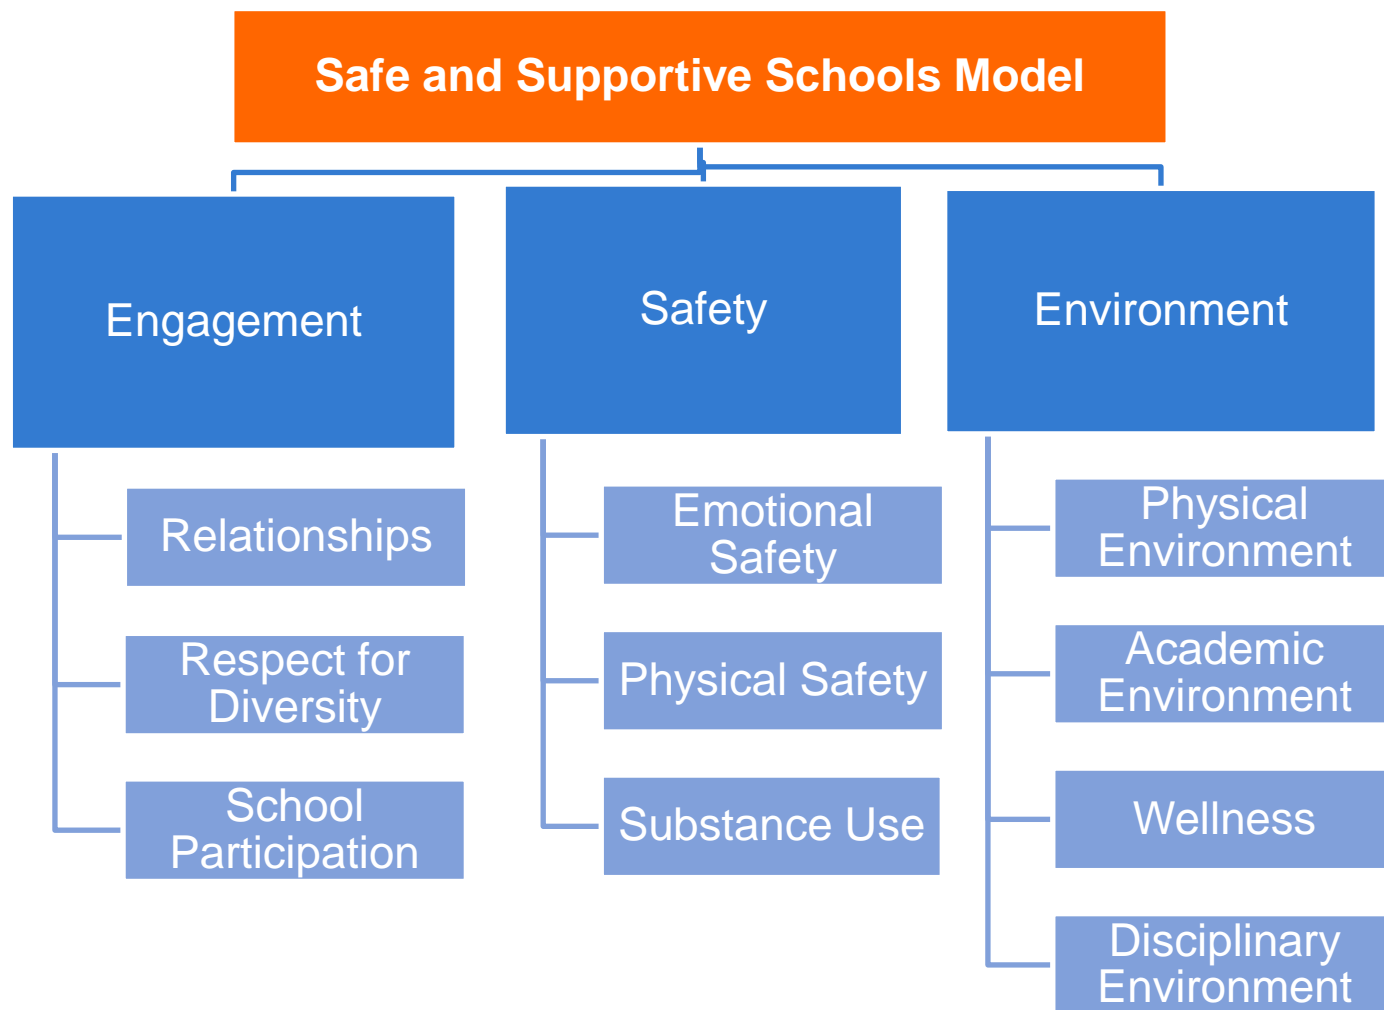 Safe and Supportive Schools Model
Engagement
Relationships
Respect for
Diversity
School
Participation
Safety
Emotional
Safety
Physical Safety
Substance Use
Environment
Physical
Environment
Academic
Environment
Wellness
Disciplinary
Environment